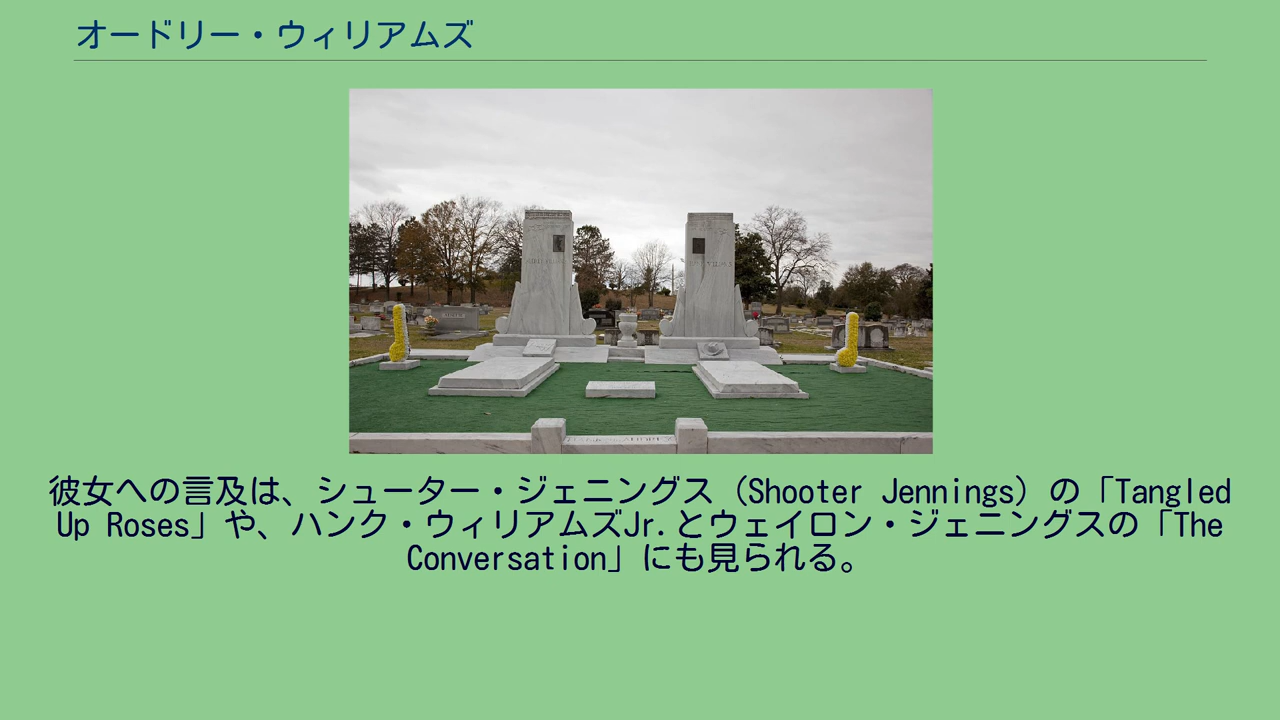 オードリー・ウィリアムズ
彼女への言及は、シューター・ジェニングス（Shooter Jennings）の「Tangled
Up Roses」や、ハンク・ウィリアムズJr.とウェイロン・ジェニングスの「The
Conversation」にも見られる。